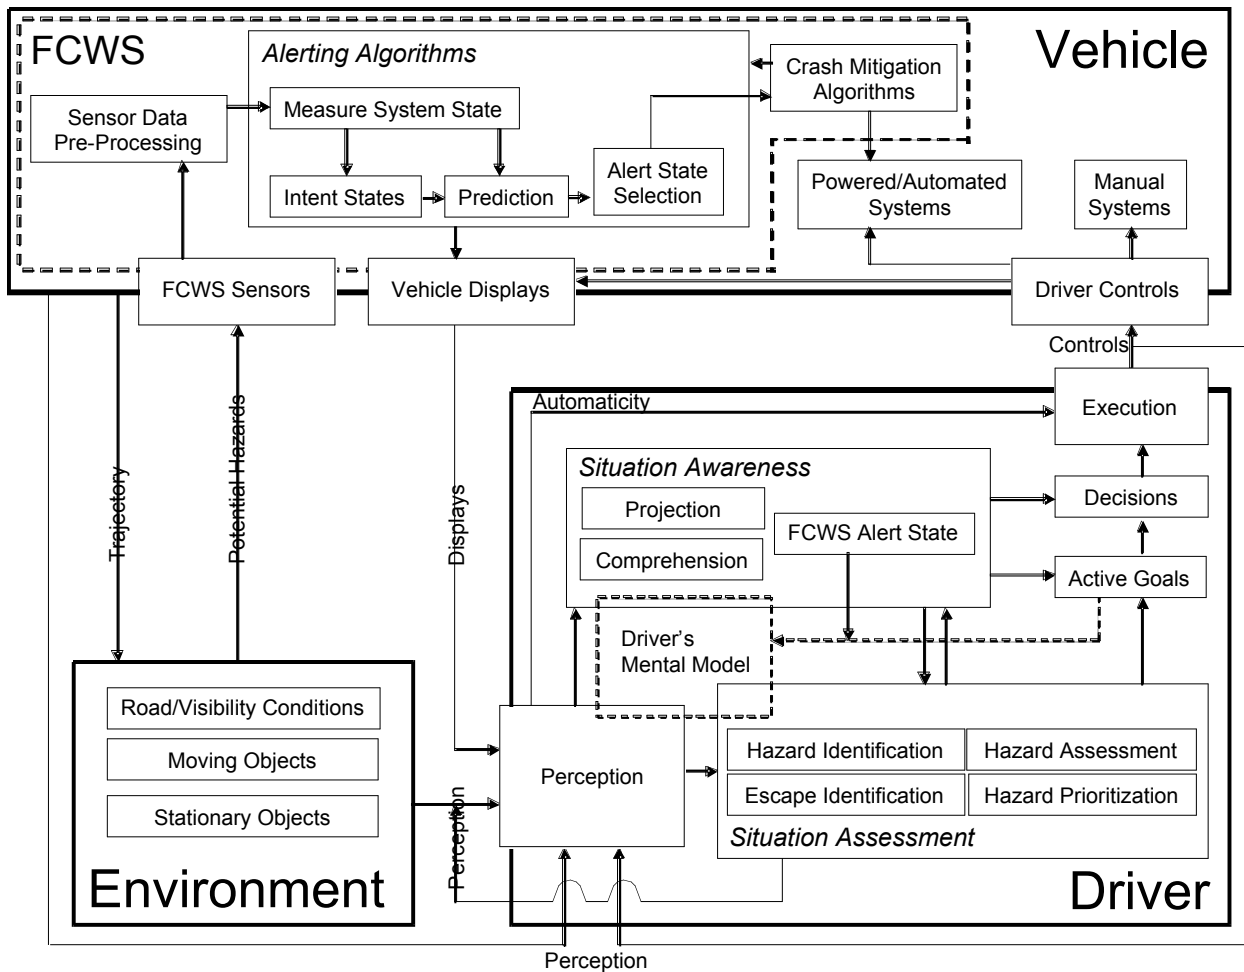 FCWS
Vehicle
Alerting Algorithms
Crash Mitigation
Algorithms
Sensor Data
Pre-Processing
Measure System State
Intent States
Prediction
Alert State
Selection
Powered/Automated
Systems
Manual
Systems
FCWS Sensors
Vehicle Displays
Driver Controls
Controls
Trajectory
Potential Hazards
Displays
Automaticity
Execution
Situation Awareness
Projection
FCWS Alert State
Comprehension
Decisions
Active Goals
Driver's
Mental Model
Road/Visibility Conditions
Moving Objects
Stationary Objects
Environment
Perception
Perception
Hazard Identification
Hazard Assessment
Escape Identification
Hazard Prioritization
Situation Assessment
Driver
Perception